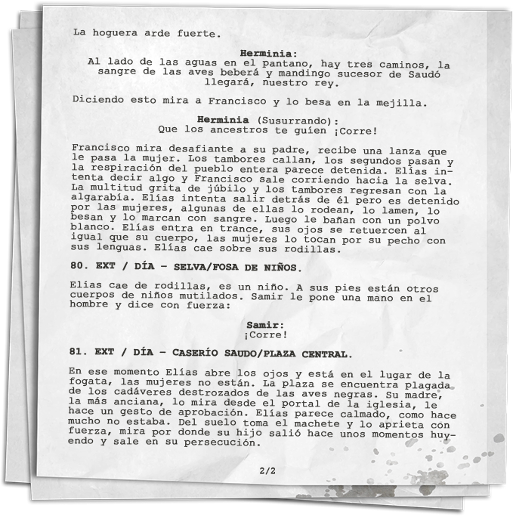 La hoguera arde fuerte.
Herminia:
Al lado de las aguas en el pantano, hay tres caminos, la
sangre de las aves beberá y mandingo sucesor de Saudó
llegará, nuestro rey.
Diciendo esto mira a Francisco y lo besa en la mejilla.
Herminia (Susurrando):
Que los ancestros te guíen ¡Corre!
Francisco mira desafiante a su padre, recibe una lanza que
le pasa la mujer. Los tambores callan, los segundos pasan y
la respiración del pueblo entera parece detenida. Elías in-
tenta decir algo y Francisco sale corriendo hacia la selva.
La multitud grita de júbilo y los tambores regresan con la
algarabía. Elías intenta salir detrás de él pero es detenido
por las mujeres, algunas de ellas lo rodean, lo lamen, lo
besan y lo marcan con sangre. Luego le bañan con un polvo
blanco. Elías entra en trance, sus ojos se retuercen al
igual que su cuerpo, las mujeres lo tocan por su pecho con
sus lenguas. Elías cae sobre sus rodillas.
80. EXT / DÍA - SELVA/FOSA DE NIÑOS.
Elías cae de rodillas, es un niño. A sus pies están otros
cuerpos de niños mutilados. Samir le pone una mano en el
hombre y dice con fuerza:
Samir:
¡Corre!
81. EXT / DÍA - CASERÍO SAUDO/PLAZA CENTRAL.
En ese momento Elías abre los ojos y está en el lugar de la
fogata, las mujeres no están. La plaza se encuentra plagada
de los cadáveres destrozados de las aves negras. Su madre,
la más anciana, lo mira desde el portal de la iglesia, le
hace un gesto de aprobación. Elías parece calmado, como hace
mucho no estaba. Del suelo toma el machete y lo aprieta con
fuerza, mira por donde su hijo salió hace unos momentos huy-
endo y sale en su persecución.
2/2